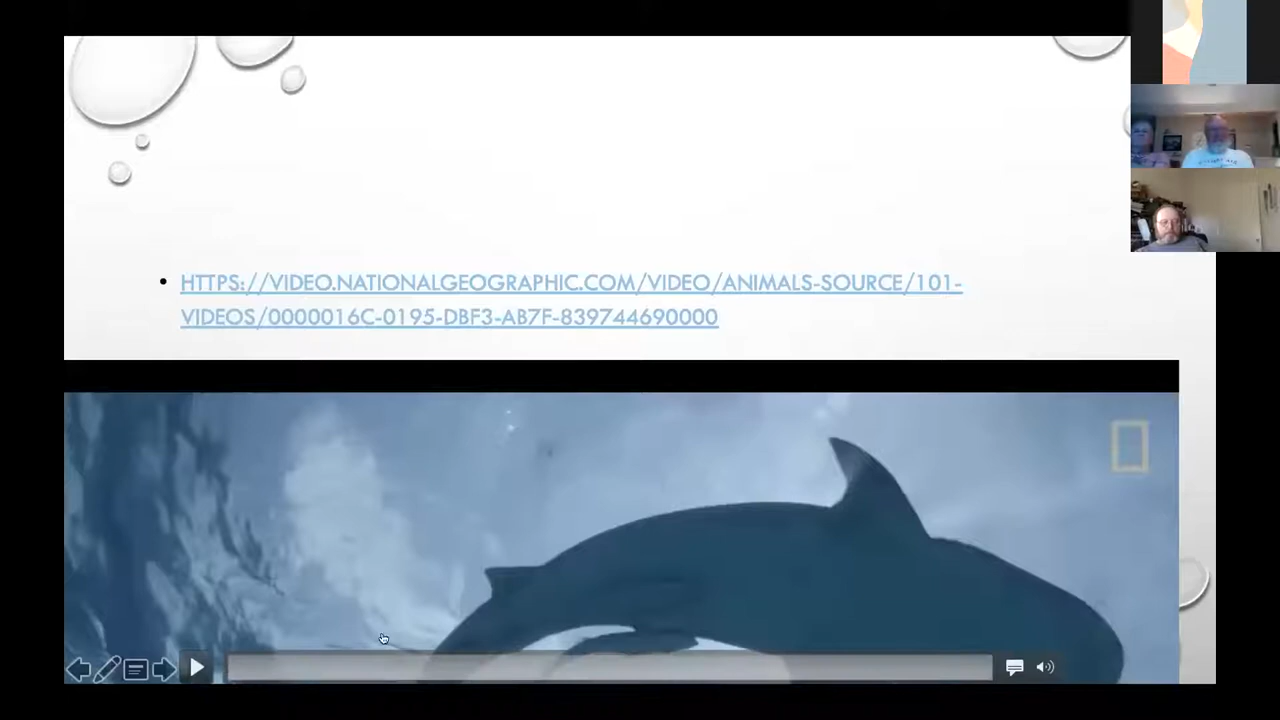 HTTPS://VIDEO.NATIONALGEOGRAPHIC.COM/VIDEO/ANIMALS-SOURCE/101-
VIDEOS/0000016C-0195-DBF3-AB7F-839744690000